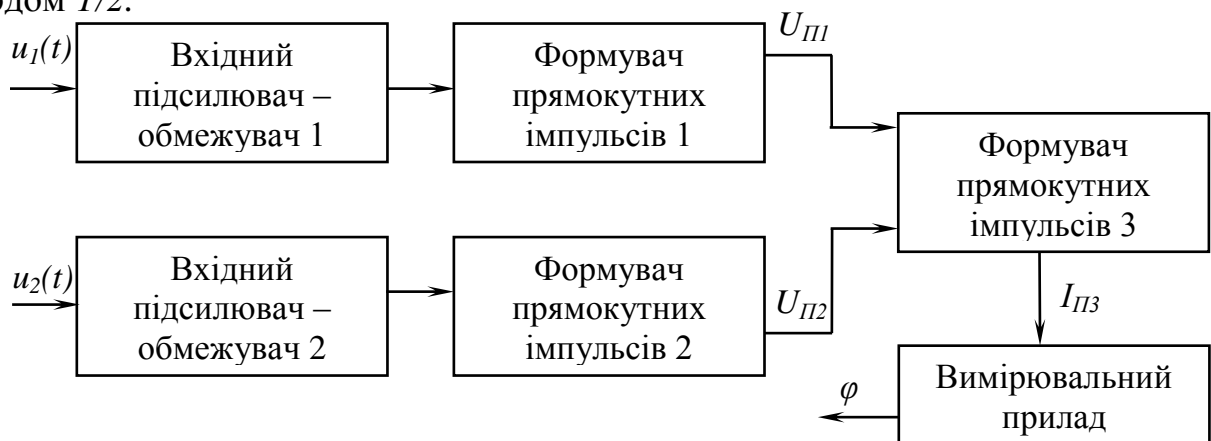 одом T/2.
u1(t)
Вхідний
підсилювач –
обмежувач 1
Формувач
прямокутних
імпульсів 1
UП1
u2(t)
Вхідний
підсилювач –
обмежувач 2
Формувач
прямокутних
імпульсів 2
UП2
Формувач
прямокутних
імпульсів 3
IП3
Вимірювальний
прилад
φ